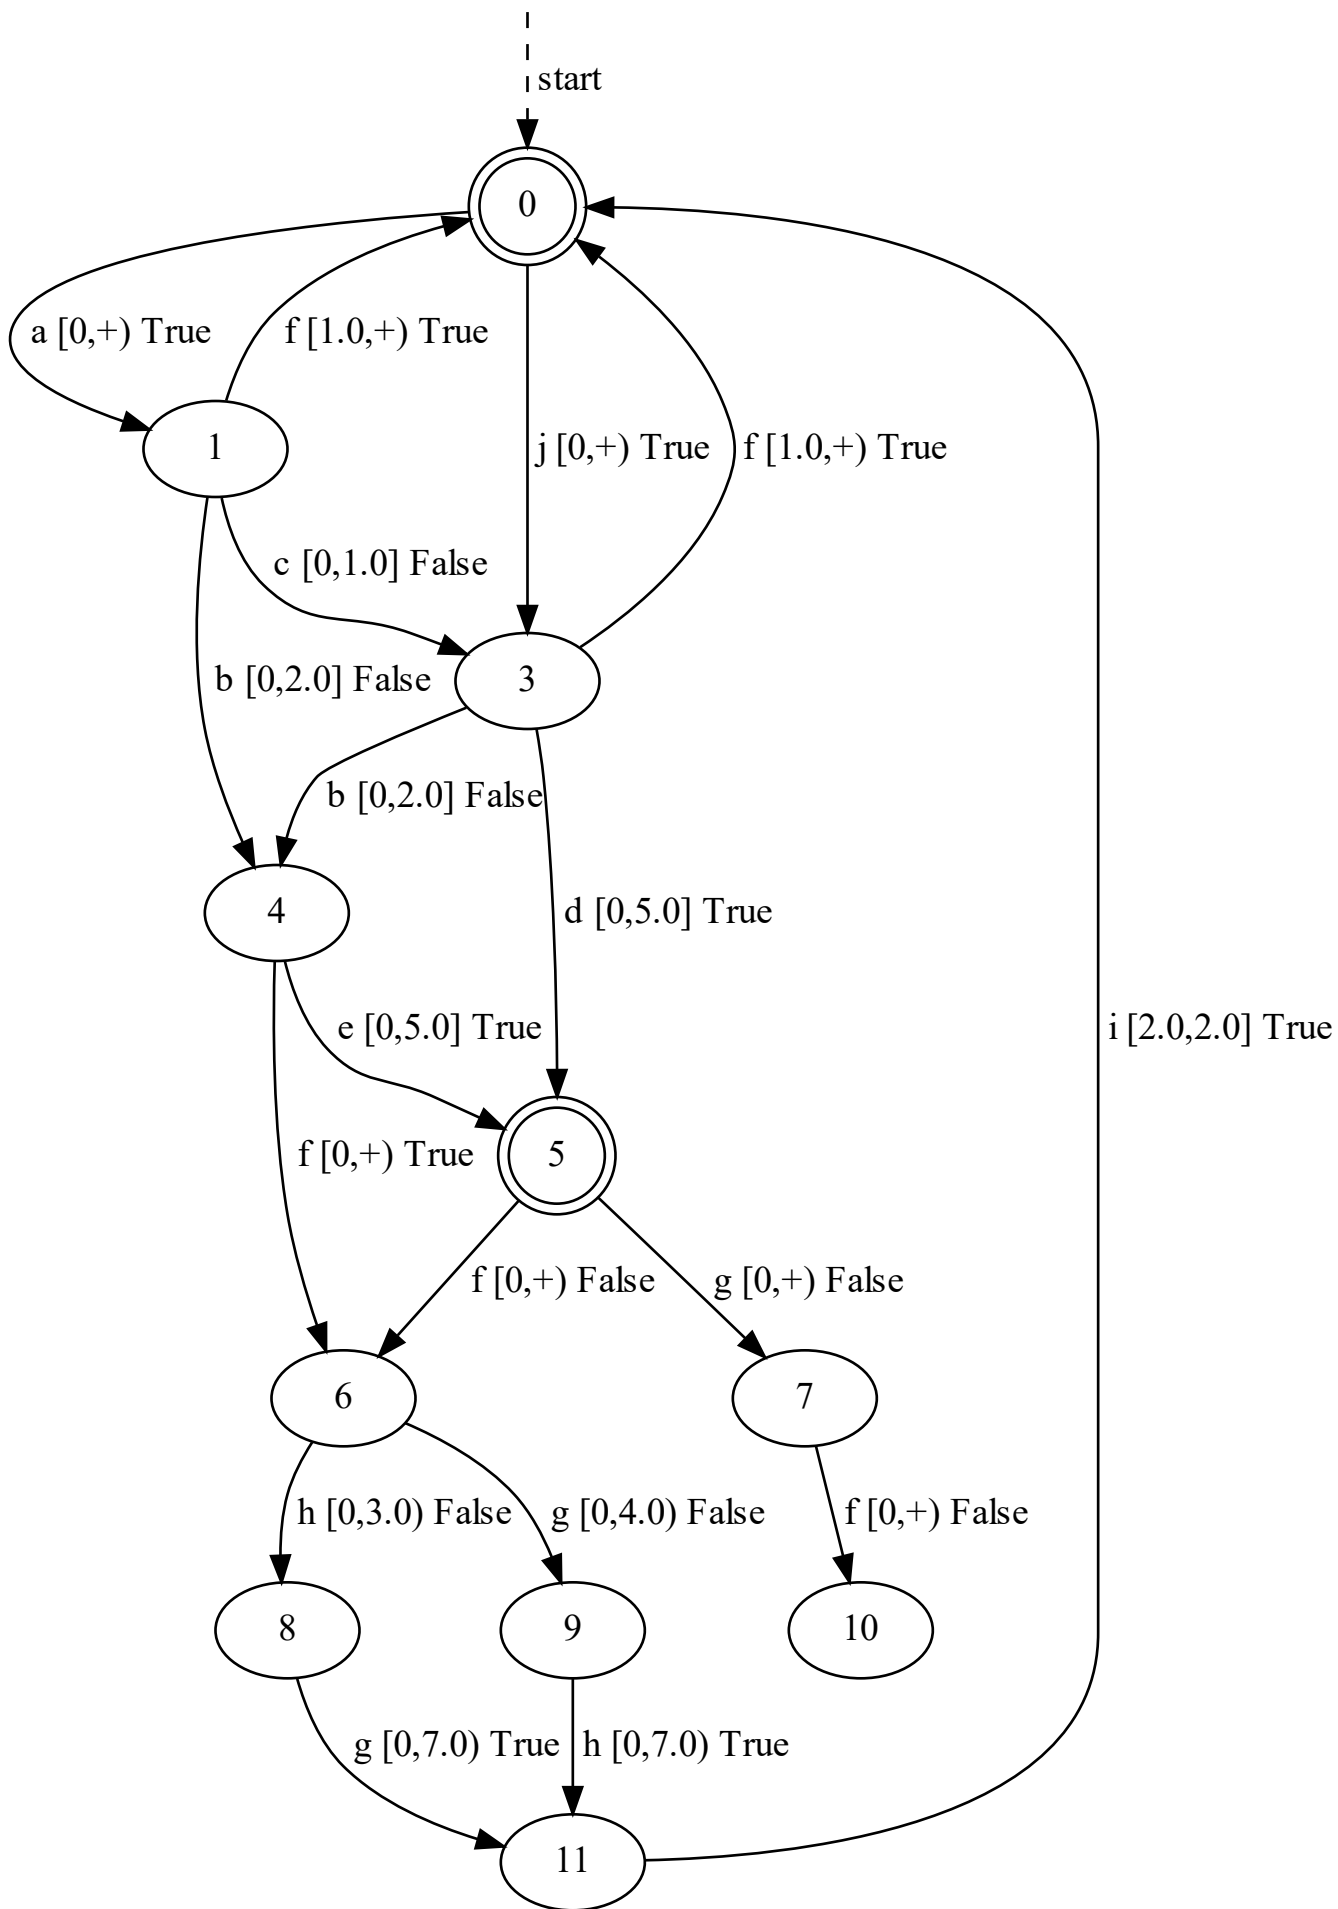 start
0
a [0,+) True
f [1.0,+) True
j [0,+) True
f [1.0,+) True
1
c [0,1.0] False
b [0,2.0] False
3
b [0,2.0] False
4
d [0,5.0] True
e [0,5.0] True
i [2.0,2.0] True
f [0,+) True
5
f [0,+) False
g [0,+) False
6
7
h [0,3.0) False
g [0,4.0) False
f [0,+) False
8
9
10
g [0,7.0) True
h [0,7.0) True
11